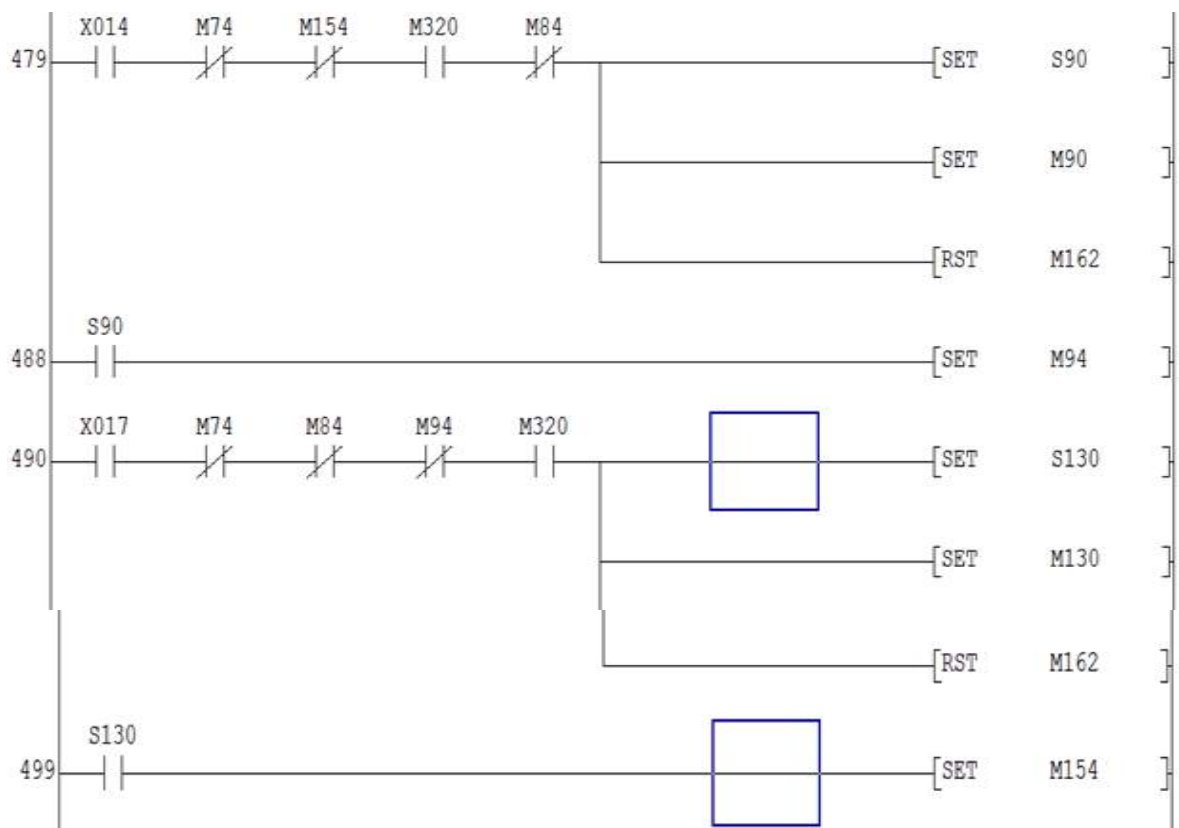 X014 M74 M154 M320 M84
479 [SET S90 ]
[SET M90 ]
[RST M162 ]
S90
488 [SET M94 ]
X017 M74 M84 M94 M320
490 [SET S130 ]
[SET M130 ]
[RST M162 ]
S130
499 [SET M154 ]